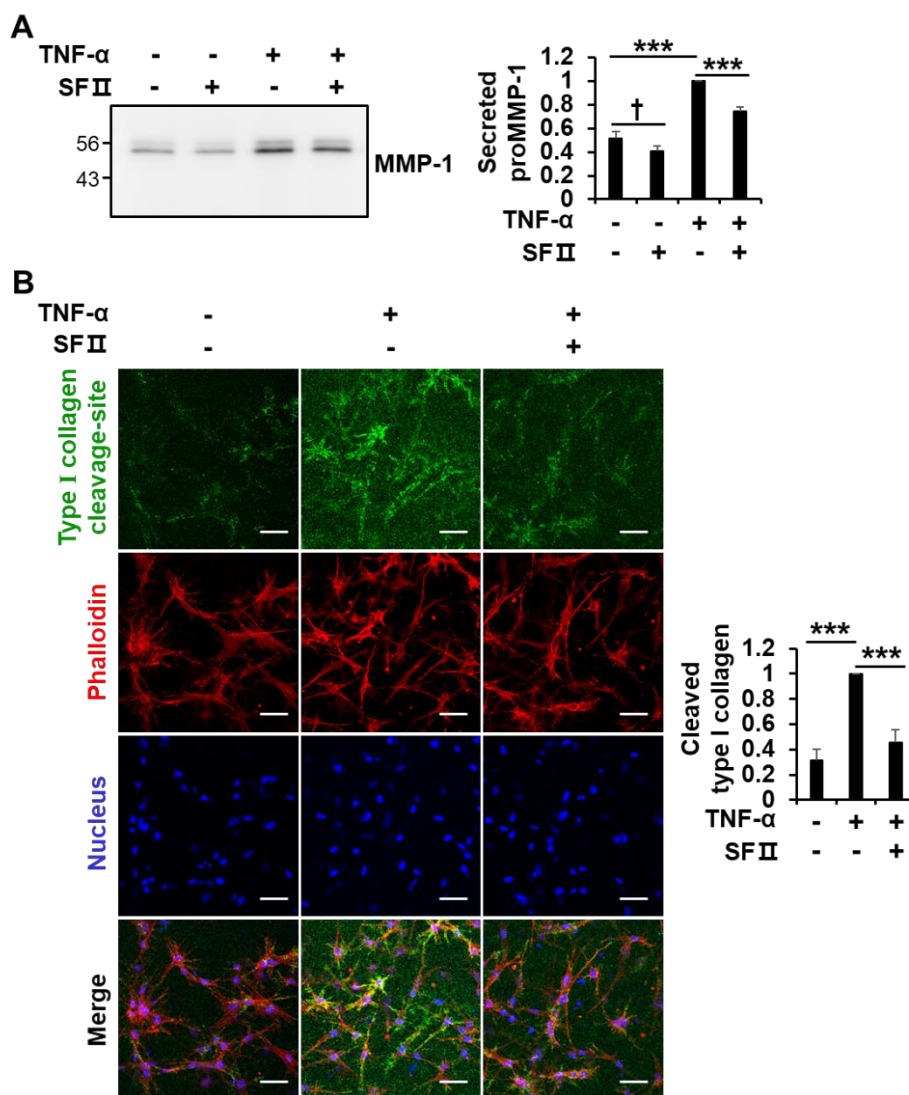 A
TNF-α - - + +
SFⅡ - + - +
56
43
MMP-1
Secreted
proMMP-1
1.2
1
0.8
0.6
0.4
0.2
0
***
***
†
TNF-α - - + +
SFⅡ - + - +
B
TNF-α - + +
SFⅡ - - +
Type I collagen
cleavage-site
Phalloidin
Nucleus
Merge
Cleaved
type I collagen
1.2
1
0.8
0.6
0.4
0.2
0
***
***
TNF-α - + +
SFⅡ - - +